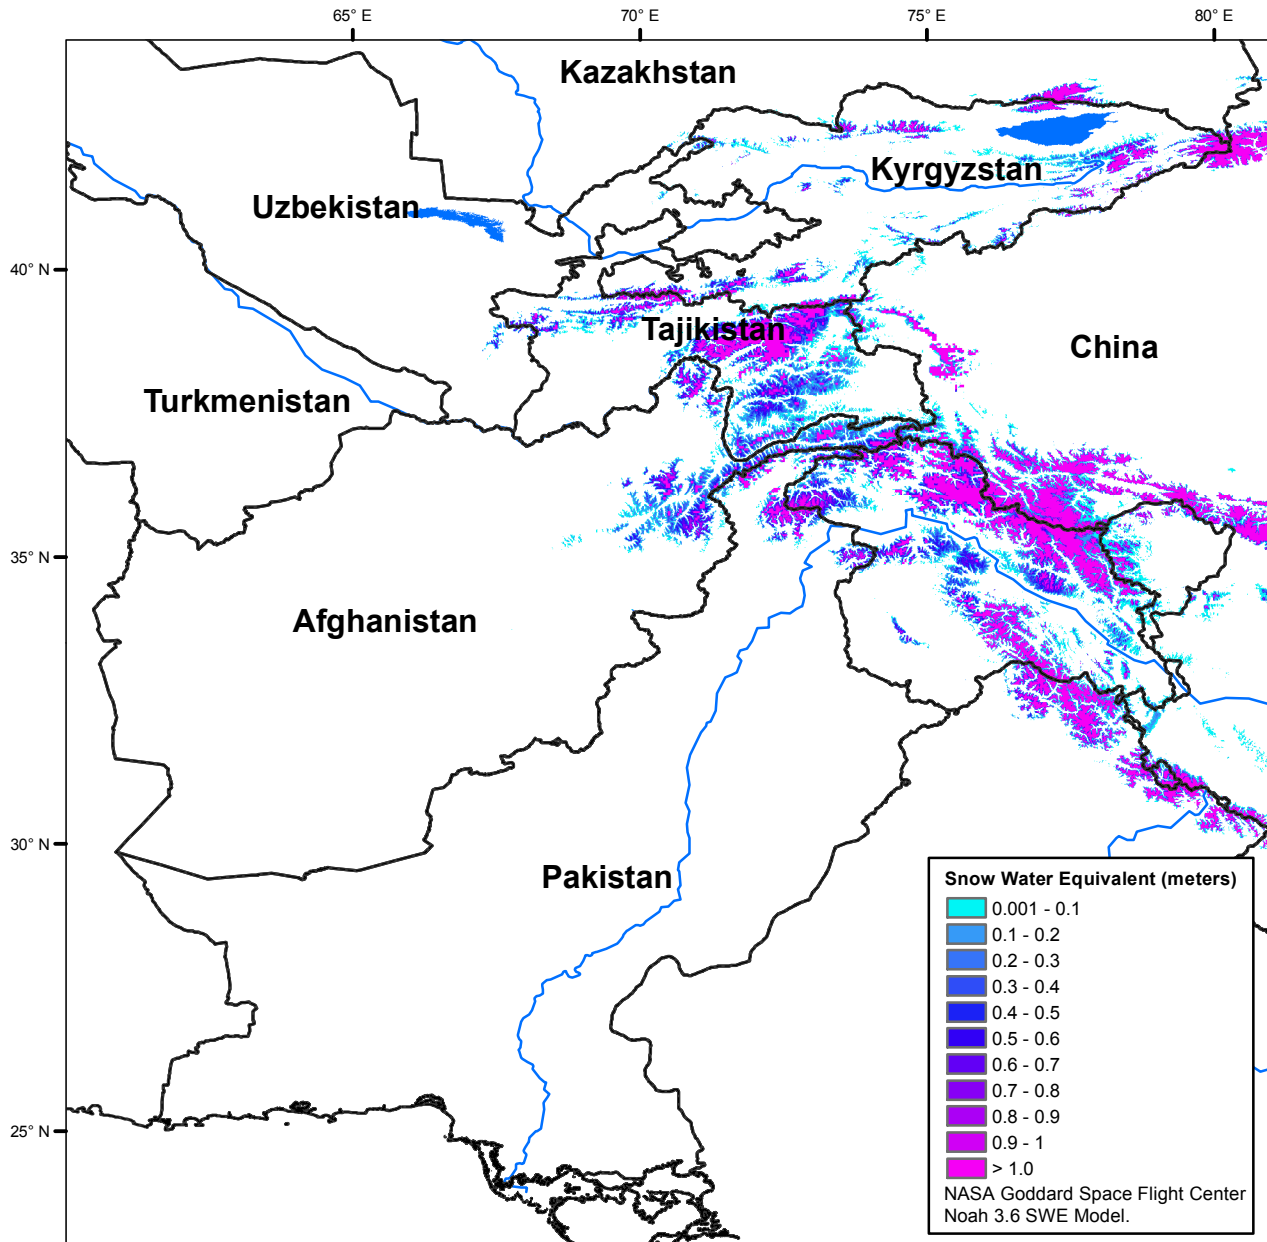 65° E
70° E
75° E
80° E
Kazakhstan
Kyrgyzstan
Uzbekistan
40° N
Tajikistan
China
Turkmenistan
35° N
Afghanistan
30° N
Pakistan
25° N
Snow Water Equivalent (meters)
0.001 - 0.1
0.1 - 0.2
0.2 - 0.3
0.3 - 0.4
0.4 - 0.5
0.5 - 0.6
0.6 - 0.7
0.7 - 0.8
0.8 - 0.9
0.9 - 1
> 1.0
NASA Goddard Space Flight Center
Noah 3.6 SWE Model.